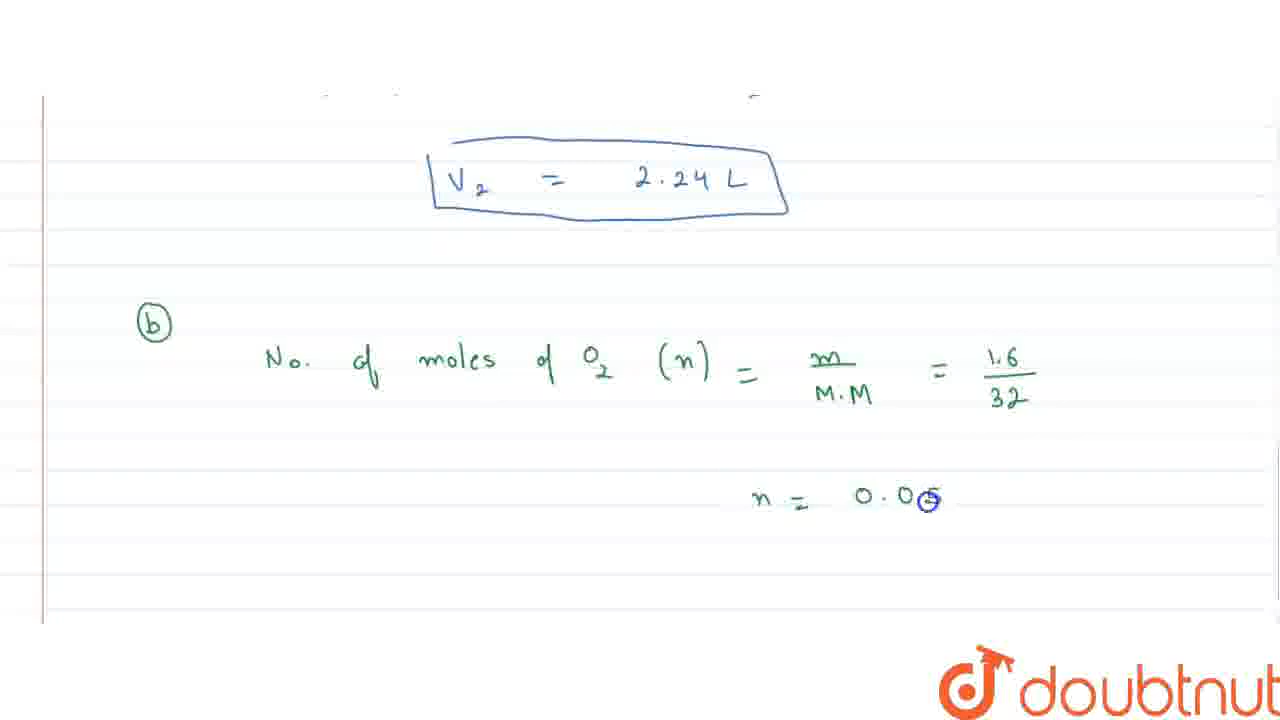 V₂ = 2.24 L
(b)
No. of moles of O₂ (n) = m/M.M = 1.6/32
n = 0.05
doubtnut